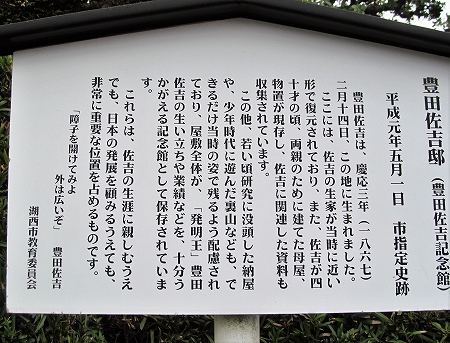 豊田佐吉邸(豊田佐吉記念館)
平成元年五月一日 市指定史跡
豊田佐吉は、慶応三年(一八六七)
二月十四日、この地に生まれました。
ここには、佐吉の生家が当時に近い
形で復元されており、また、佐吉が四
十才の頃、両親のために建てた母屋、
物置が現存し、佐吉に関連した資料も
収集されています。
この他、若い頃研究に没頭した納屋
や、少年時代に遊んだ裏山なども、で
きるだけ当時の姿で残るよう配慮され
ており、屋敷全体が、「発明王」豊田
佐吉の生い立ちや業績などを、十分う
かがえる記念館として保存されていま
す。
これらは、佐吉の生涯に親しむうえ
でも、日本の発展を顧みるうえでも、
非常に重要な位置を占めるものです。
「障子を開けてみよ
外は広いぞ」 豊田佐吉
湖西市教育委員会